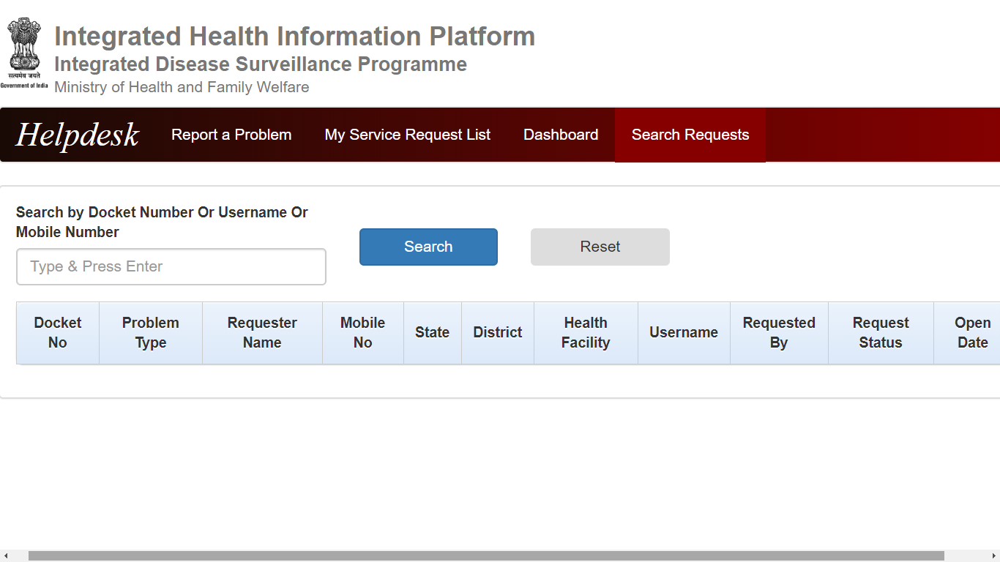 Integrated Health Information Platform
Integrated Disease Surveillance Programme
Ministry of Health and Family Welfare
सत्यमेव जयते
Government of India
Helpdesk Report a Problem My Service Request List Dashboard Search Requests
Search by Docket Number Or Username Or
Mobile Number
Search Reset
Type & Press Enter
Docket No Problem Type Requester Name Mobile No State District Health Facility Username Requested By Request Status Open Date